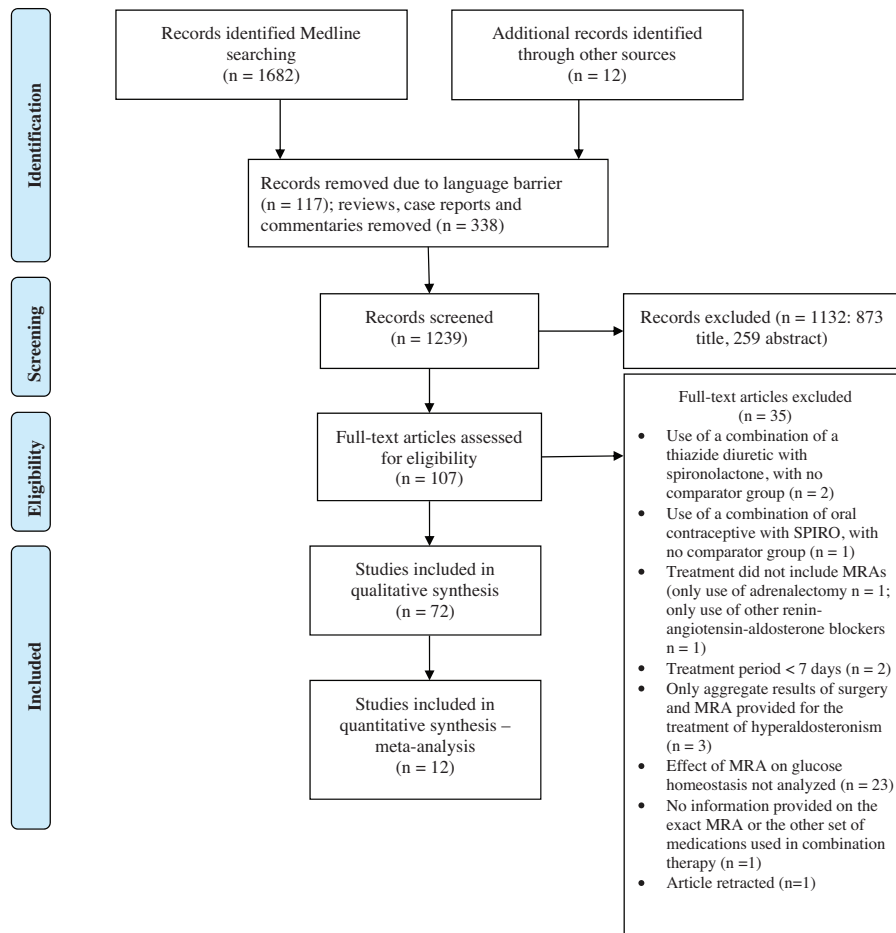 Identification
Records identified Medline
searching
(n = 1682)
Additional records identified
through other sources
(n = 12)
Records removed due to language barrier
(n = 117); reviews, case reports and
commentaries removed (n = 338)
Screening
Records screened
(n = 1239)
Records excluded (n = 1132: 873
title, 259 abstract)
Eligibility
Full-text articles assessed
for eligibility
(n = 107)
Full-text articles excluded
(n = 35)
• Use of a combination of a
thiazide diuretic with
spironolactone, with no
comparator group (n = 2)
• Use of a combination of oral
contraceptive with SPIRO, with
no comparator group (n = 1)
• Treatment did not include MRAs
(only use of adrenalectomy n = 1;
only use of other renin-
angiotensin-aldosterone blockers
n = 1)
• Treatment period < 7 days (n = 2)
• Only aggregate results of surgery
and MRA provided for the
treatment of hyperaldosteronism
(n = 3)
• Effect of MRA on glucose
homeostasis not analyzed (n = 23)
• No information provided on the
exact MRA or the other set of
medications used in combination
therapy (n =1)
• Article retracted (n=1)
Included
Studies included in
qualitative synthesis
(n = 72)
Studies included in
quantitative synthesis –
meta-analysis
(n = 12)